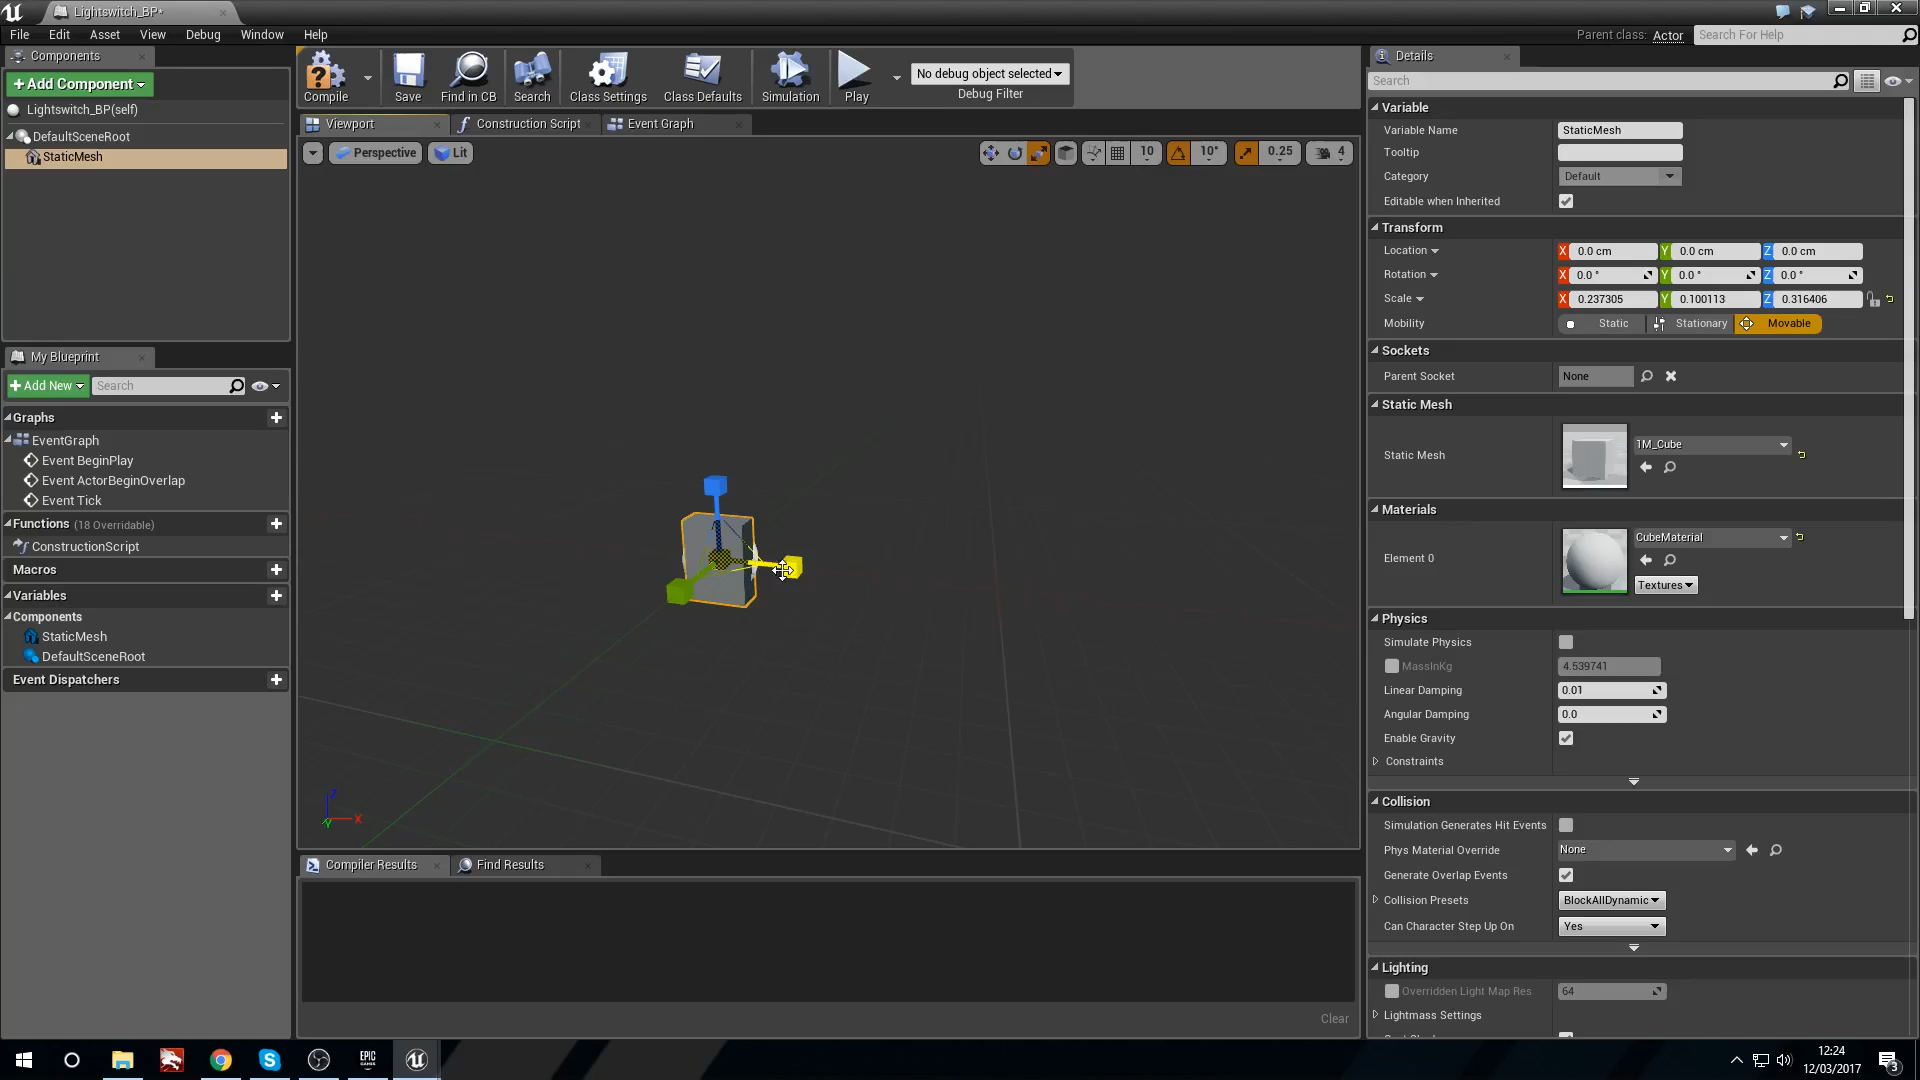 Lightswitch_BP*
File Edit Asset View Debug Window Help
Parent class: Actor
Search For Help
Components
+Add Component
Lightswitch_BP(self)
DefaultSceneRoot
StaticMesh
My Blueprint
+Add New
Search
Graphs
EventGraph
Event BeginPlay
Event ActorBeginOverlap
Event Tick
Functions (18 Overridable)
ConstructionScript
Macros
Variables
Components
StaticMesh
DefaultSceneRoot
Event Dispatchers
Compile
Save
Find in CB
Search
Class Settings
Class Defaults
Simulation
Play
No debug object selected
Debug Filter
Viewport
Construction Script
Event Graph
Perspective
Lit
10
10°
0.25
4
Z
X
Y
Compiler Results
Find Results
Clear
Details
Search
Variable
Variable Name StaticMesh
Tooltip
Category Default
Editable when Inherited
Transform
Location X 0.0 cm Y 0.0 cm Z 0.0 cm
Rotation X 0.0 ° Y 0.0 ° Z 0.0 °
Scale X 0.237305 Y 0.100113 Z 0.316406
Mobility Static Stationary Movable
Sockets
Parent Socket None
Static Mesh
Static Mesh 1M_Cube
Materials
Element 0 CubeMaterial
Textures
Physics
Simulate Physics
MassInKg 4.539741
Linear Damping 0.01
Angular Damping 0.0
Enable Gravity
Constraints
Collision
Simulation Generates Hit Events
Phys Material Override None
Generate Overlap Events
Collision Presets BlockAllDynamic
Can Character Step Up On Yes
Lighting
Overridden Light Map Res 64
Lightmass Settings
EPIC
GAMES
12:24
12/03/2017
3